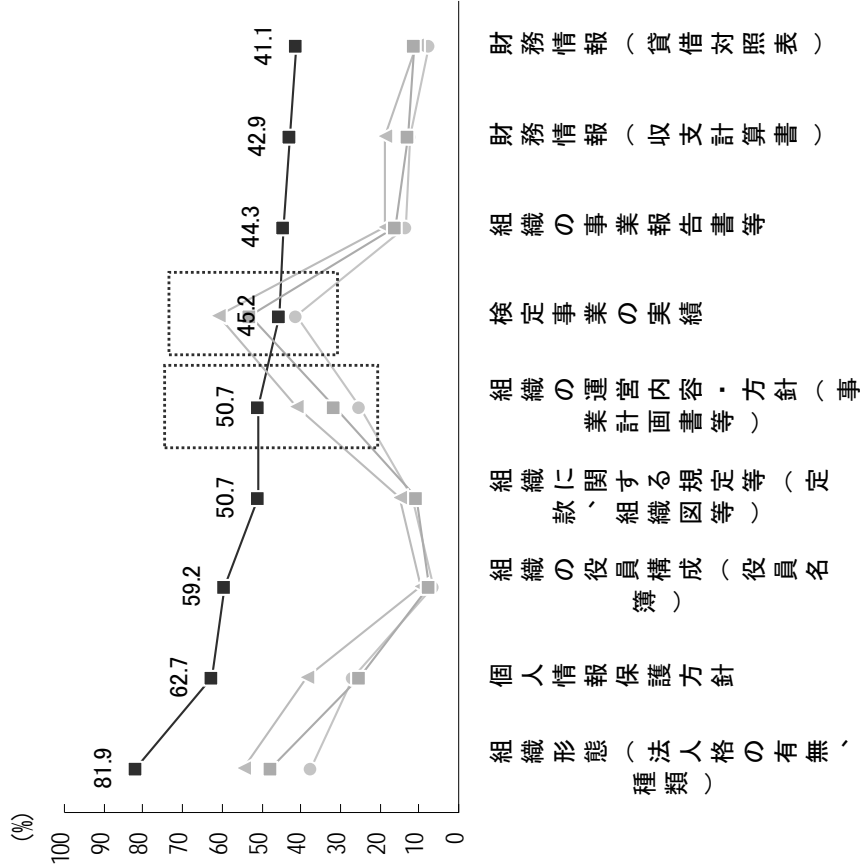 (%)
100
90
80
70
60
50
40
30
20
10
0
81.9
62.7
59.2
50.7
50.7
45.2
44.3
42.9
41.1
組織形態（法人格の有無、
種類）
個人情報保護方針
組織の役員構成（役員名
簿）
組織に関する規定等（定
款、組織図等）
組織の運営内容・方針（事
業計画書等）
検定事業の実績
組織の事業報告書等
財務情報（収支計算書）
財務情報（貸借対照表）